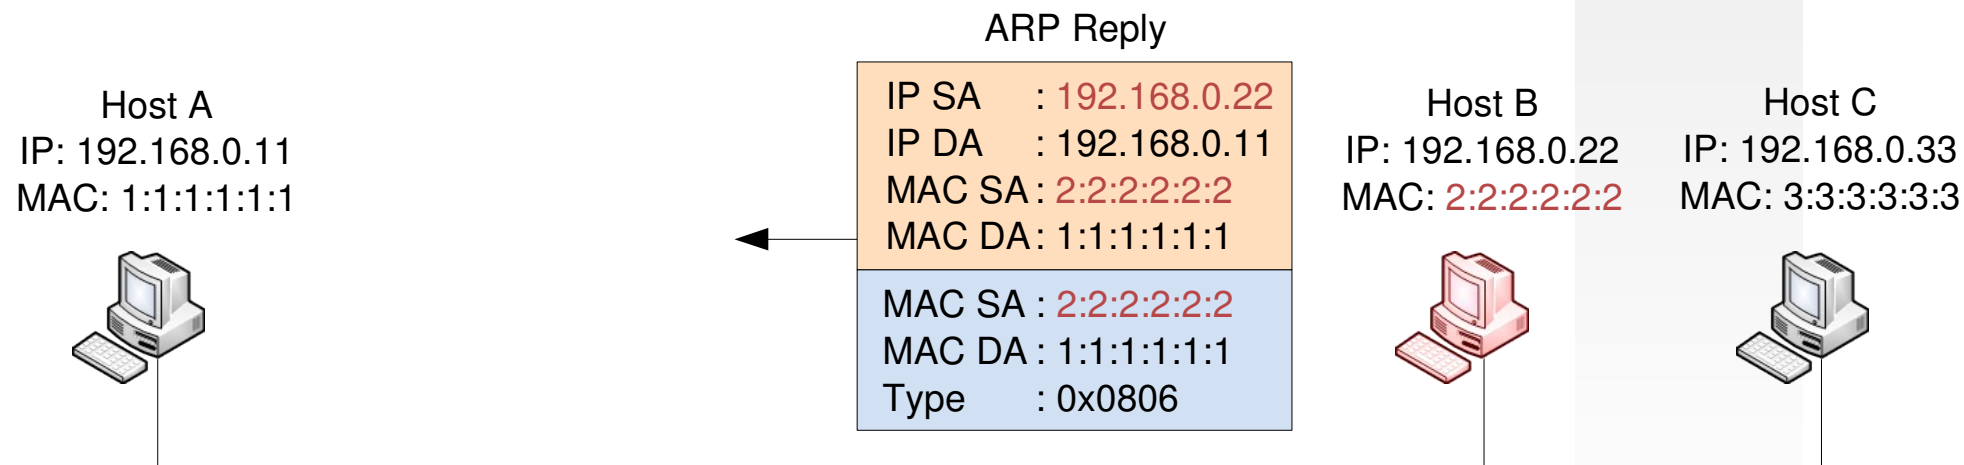 ARP Reply
Host A
IP: 192.168.0.11
MAC: 1:1:1:1:1:1
IP SA : 192.168.0.22
IP DA : 192.168.0.11
MAC SA : 2:2:2:2:2:2
MAC DA : 1:1:1:1:1:1
MAC SA : 2:2:2:2:2:2
MAC DA : 1:1:1:1:1:1
Type : 0x0806
Host B
IP: 192.168.0.22
MAC: 2:2:2:2:2:2
Host C
IP: 192.168.0.33
MAC: 3:3:3:3:3:3